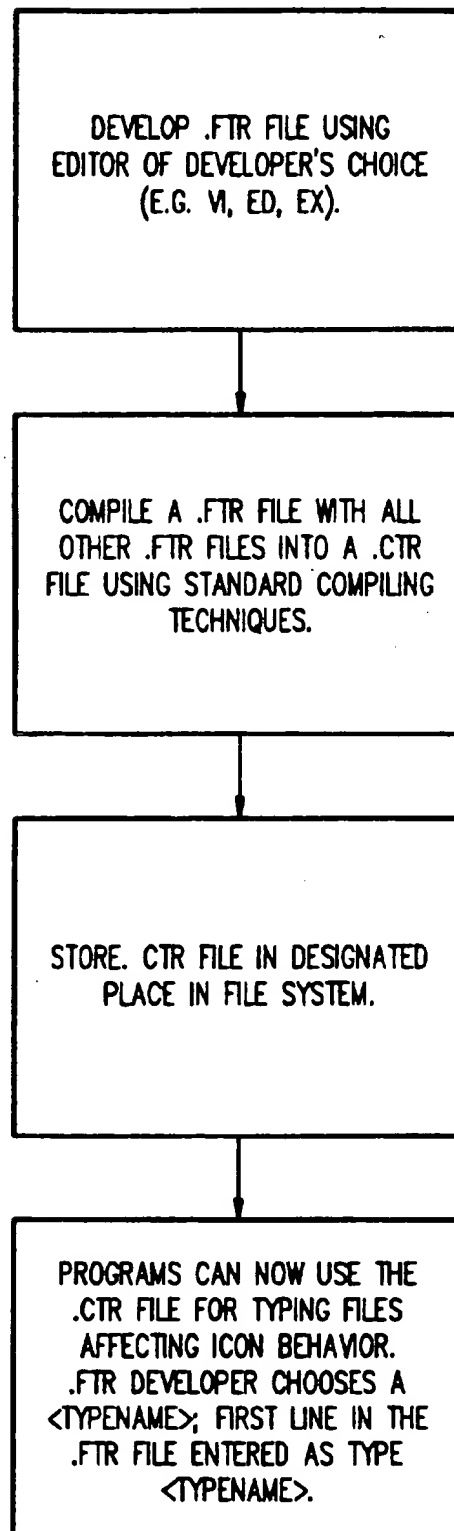 DEVELOP .FTR FILE USING
EDITOR OF DEVELOPER'S CHOICE
(E.G. VI, ED, EX).
COMPILE A .FTR FILE WITH ALL
OTHER .FTR FILES INTO A .CTR
FILE USING STANDARD COMPILING
TECHNIQUES.
STORE. CTR FILE IN DESIGNATED
PLACE IN FILE SYSTEM.
PROGRAMS CAN NOW USE THE
.CTR FILE FOR TYPING FILES
AFFECTING ICON BEHAVIOR.
.FTR DEVELOPER CHOOSES A
<TYPENAME>; FIRST LINE IN THE
.FTR FILE ENTERED AS TYPE
<TYPENAME>.